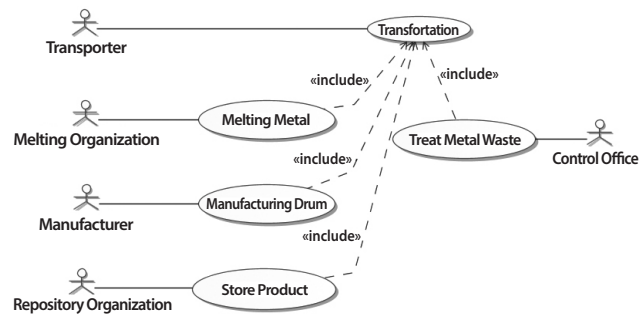 Transfortation
Transporter
«include»
«include»
Melting Metal
Melting Organization
Treat Metal Waste
Control Office
«include»
Manufacturing Drum
Manufacturer
«include»
Store Product
Repository Organization